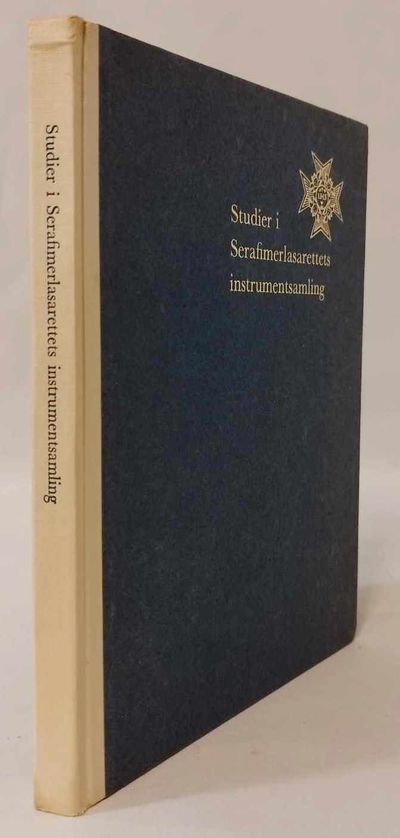 Studier i Serafimerlasarettets instrumentsamling
Studier i
Serafimerlasarettets
instrumentsamling